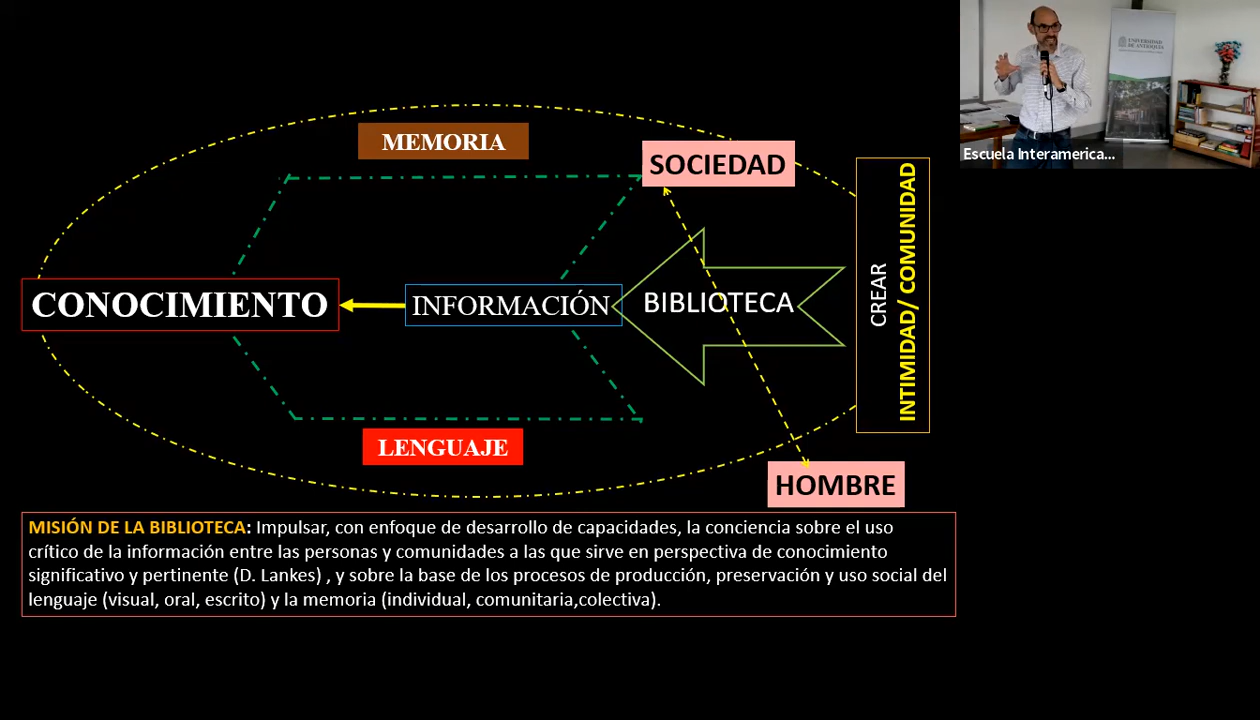 MEMORIA
SOCIEDAD
CONOCIMIENTO
INFORMACIÓN
BIBLIOTECA
CREAR
INTIMIDAD/ COMUNIDAD
LENGUAJE
HOMBRE
MISIÓN DE LA BIBLIOTECA: Impulsar, con enfoque de desarrollo de capacidades, la conciencia sobre el uso
crítico de la información entre las personas y comunidades a las que sirve en perspectiva de conocimiento
significativo y pertinente (D. Lankes) , y sobre la base de los procesos de producción, preservación y uso social del
lenguaje (visual, oral, escrito) y la memoria (individual, comunitaria,colectiva).
UNIVERSIDAD
DE ANTIOQUIA
Escuela Interamerica...